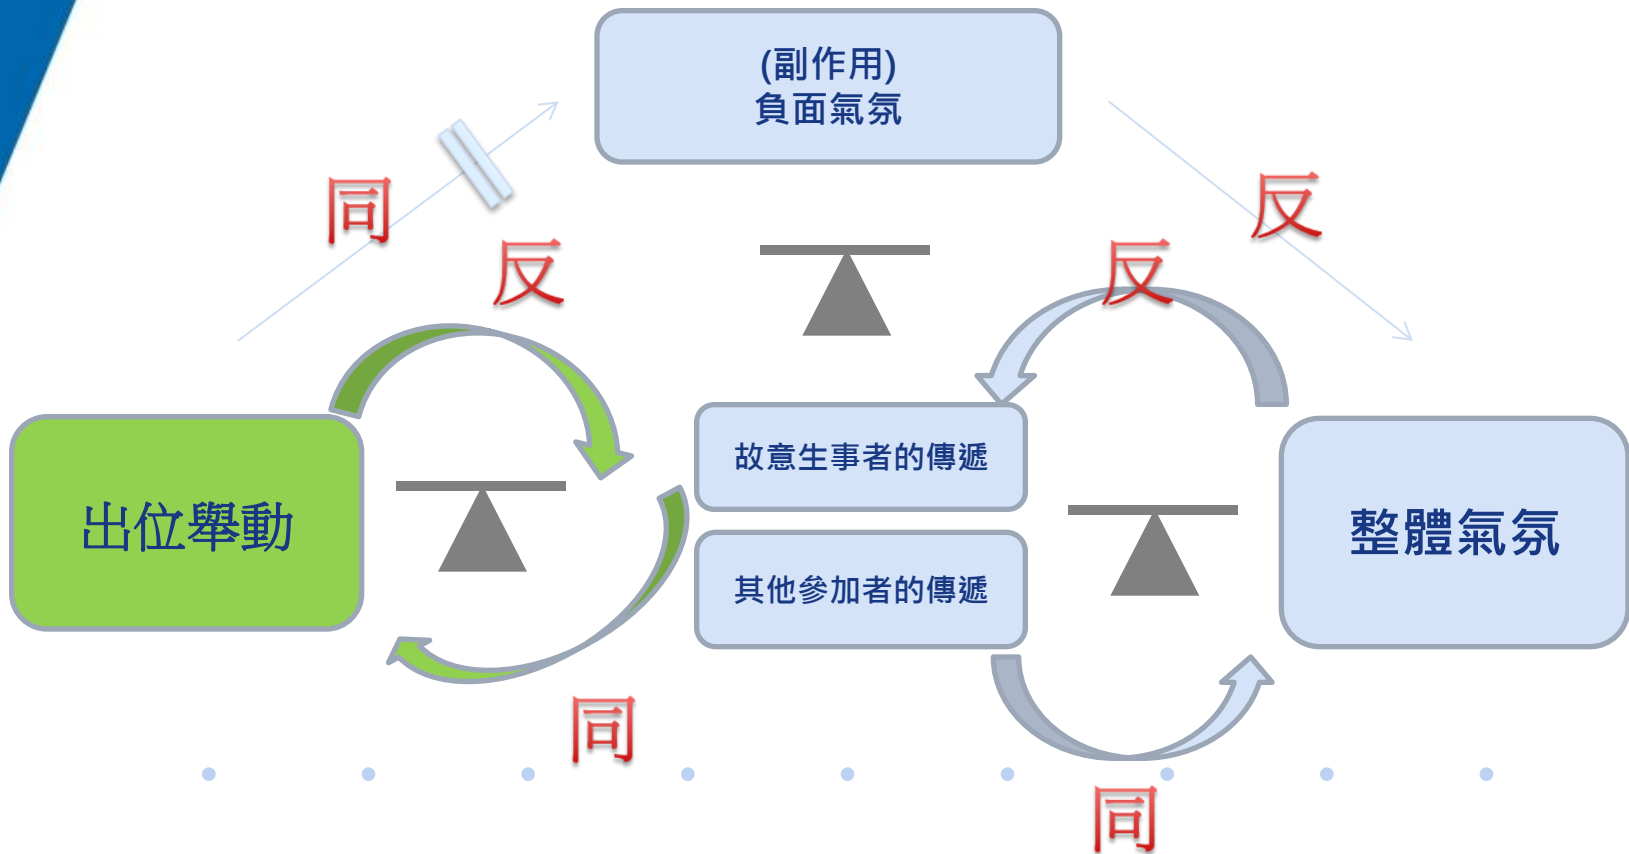 (副作用)
負面氣氛
同
反
反
反
故意生事者的傳遞
出位舉動
整體氣氛
其他參加者的傳遞
同
同